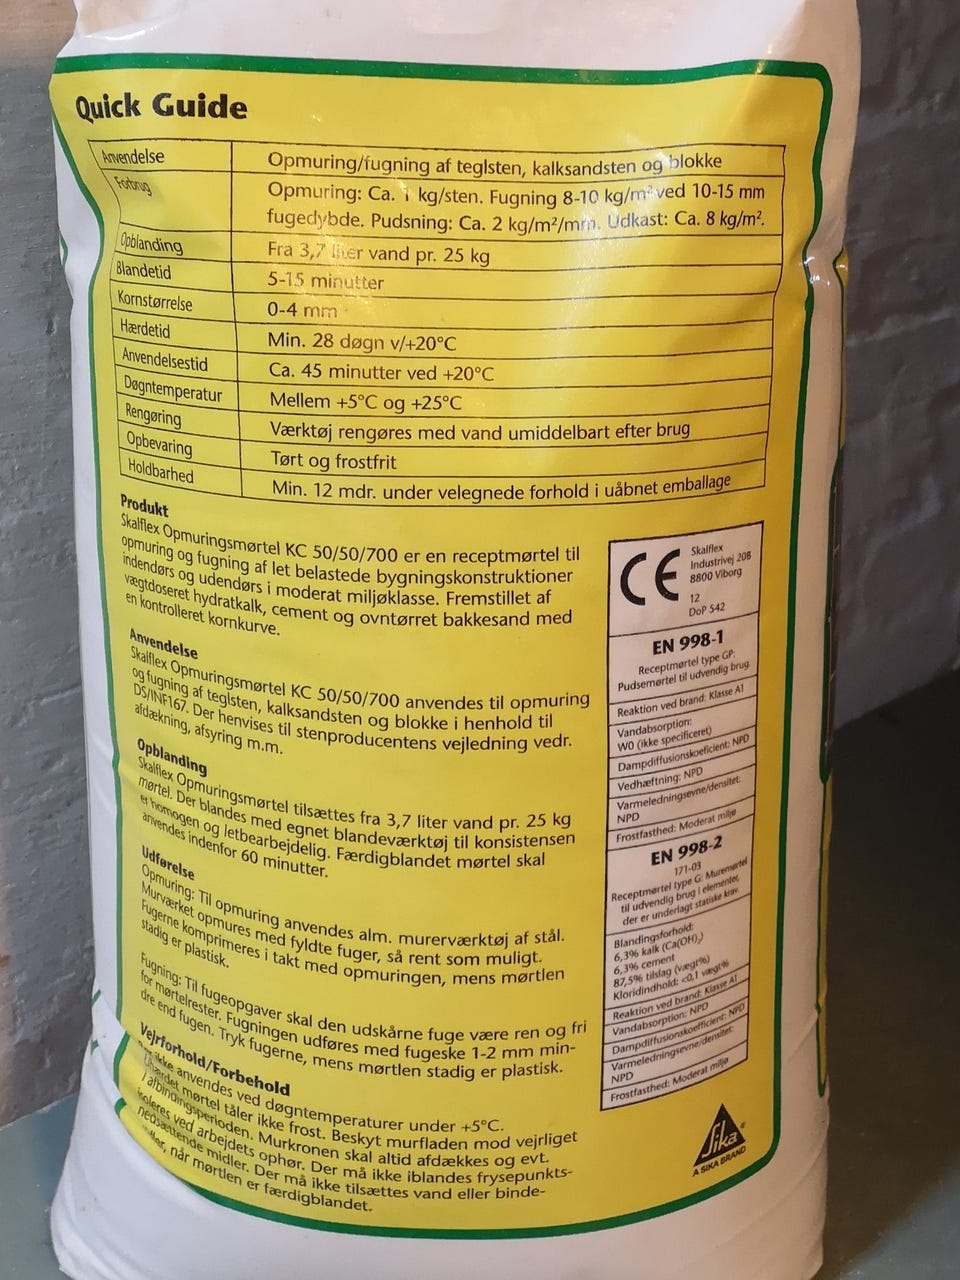 Quick Guide
Anvendelse Opmuring/fugning af teglsten, kalksandsten og blokke
Forbrug Opmuring: Ca. 1 kg/sten. Fugning 8-10 kg/m² ved 10-15 mm
fugedybde. Pudsning: Ca. 2 kg/m²/mm. Udkast: Ca. 8 kg/m².
Opblanding Fra 3,7 liter vand pr. 25 kg
Blandetid 5-15 minutter
Kornstørrelse 0-4 mm
Hærdetid Min. 28 døgn v/+20°C
Anvendelsestid Ca. 45 minutter ved +20°C
Døgntemperatur Mellem +5°C og +25°C
Rengøring Værktøj rengøres med vand umiddelbart efter brug
Opbevaring Tørt og frostfrit
Holdbarhed Min. 12 mdr. under velegnede forhold i uåbnet emballage
Produkt
Skalflex Opmuringsmørtel KC 50/50/700 er en receptmørtel til
opmuring og fugning af let belastede bygningskonstruktioner
indendørs og udendørs i moderat miljøklasse. Fremstillet af
vægtdoseret hydratkalk, cement og ovntørret bakkesand med
en kontrolleret kornkurve.
Anvendelse
Skalflex Opmuringsmørtel KC 50/50/700 anvendes til opmuring
og fugning af teglsten, kalksandsten og blokke i henhold til
DS/INF167. Der henvises til stenproducentens vejledning vedr.
afdækning, afsyring m.m.
Opblanding
Skalflex Opmuringsmørtel tilsættes fra 3,7 liter vand pr. 25 kg
mørtel. Der blandes med egnet blandeværktøj til konsistensen
er homogen og letbearbejdelig. Færdigblandet mørtel skal
anvendes indenfor 60 minutter.
Udførelse
Opmuring: Til opmuring anvendes alm. murerværktøj af stål.
Murværket opmures med fyldte fuger, så rent som muligt.
Fugerne komprimeres i takt med opmuringen, mens mørtlen
stadig er plastisk.
Fugning: Til fugeopgaver skal den udskårne fuge være ren og fri
for mørtelrester. Fugningen udføres med fugeske 1-2 mm min-
dre end fugen. Tryk fugerne, mens mørtlen stadig er plastisk.
Vejrforhold/Forbehold
ikke anvendes ved døgntemperaturer under +5°C.
Uhærdet mørtel tåler ikke frost. Beskyt murfladen mod vejrliget
i afbindingsperioden. Murkronen skal altid afdækkes og evt.
isoleres ved arbejdets ophør. Der må ikke iblandes frysepunkts-
nedsættende midler. Der må ikke tilsættes vand eller binde-
midler, når mørtlen er færdigblandet.
CE
Skalflex
Industrivej 20B
8800 Viborg
12
DoP 542
EN 998-1
Receptmørtel type GP:
Pudsemørtel til udvendig brug.
Reaktion ved brand: Klasse A1
Vandabsorption:
W0 (ikke specificeret)
Dampdiffusionskoefficient: NPD
Vedhæftning: NPD
Varmeledningsevne/densitet:
NPD
Frostfasthed: Moderat miljø
EN 998-2
171-03
Receptmørtel type G: Muremørtel
til udvendig brug i elementer,
der er underlagt statiske krav.
Blandingsforhold:
6,3% kalk (Ca(OH)₂)
6,3% cement
87,5% tilslag (vægt%)
Kloridindhold: <0,1 vægt%
Reaktion ved brand: Klasse A1
Vandabsorption: NPD
Dampdiffusionskoefficient: NPD
Varmeledningsevne/densitet:
NPD
Frostfasthed: Moderat miljø
Sika®
A SIKA BRAND